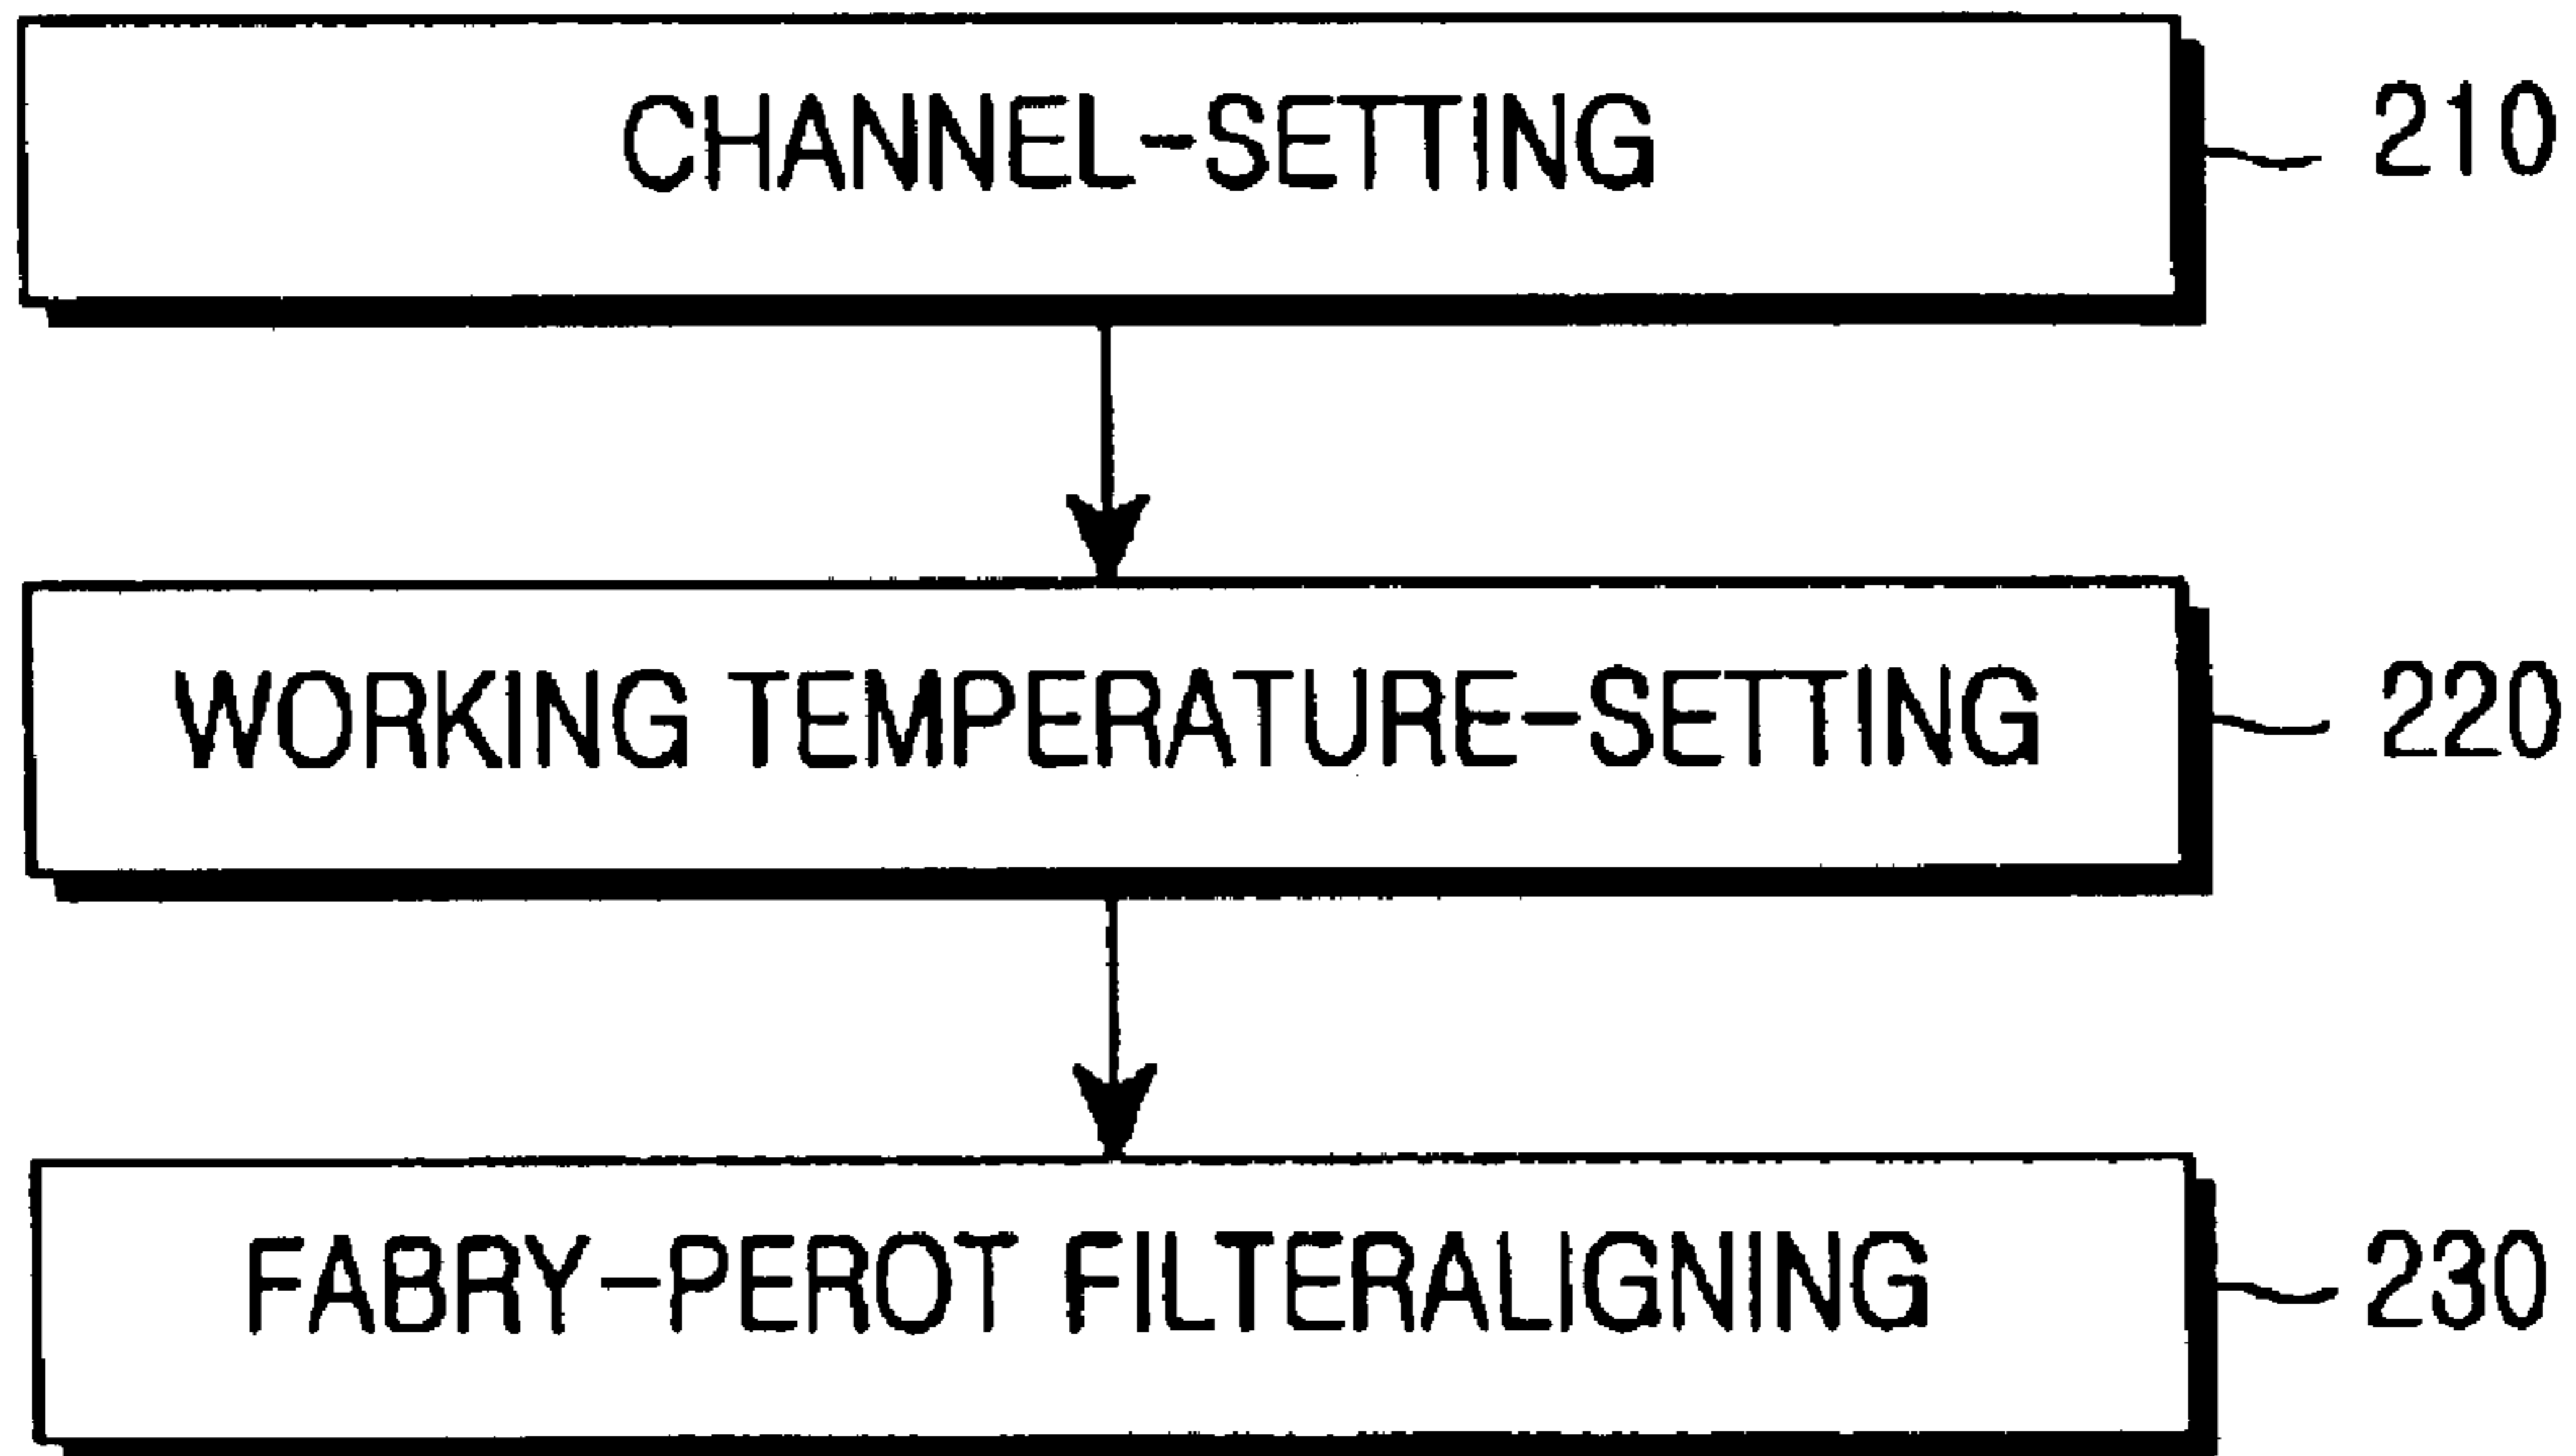 CHANNEL-SETTING 210
WORKING TEMPERATURE-SETTING 220
FABRY-PEROT FILTERALIGNING 230